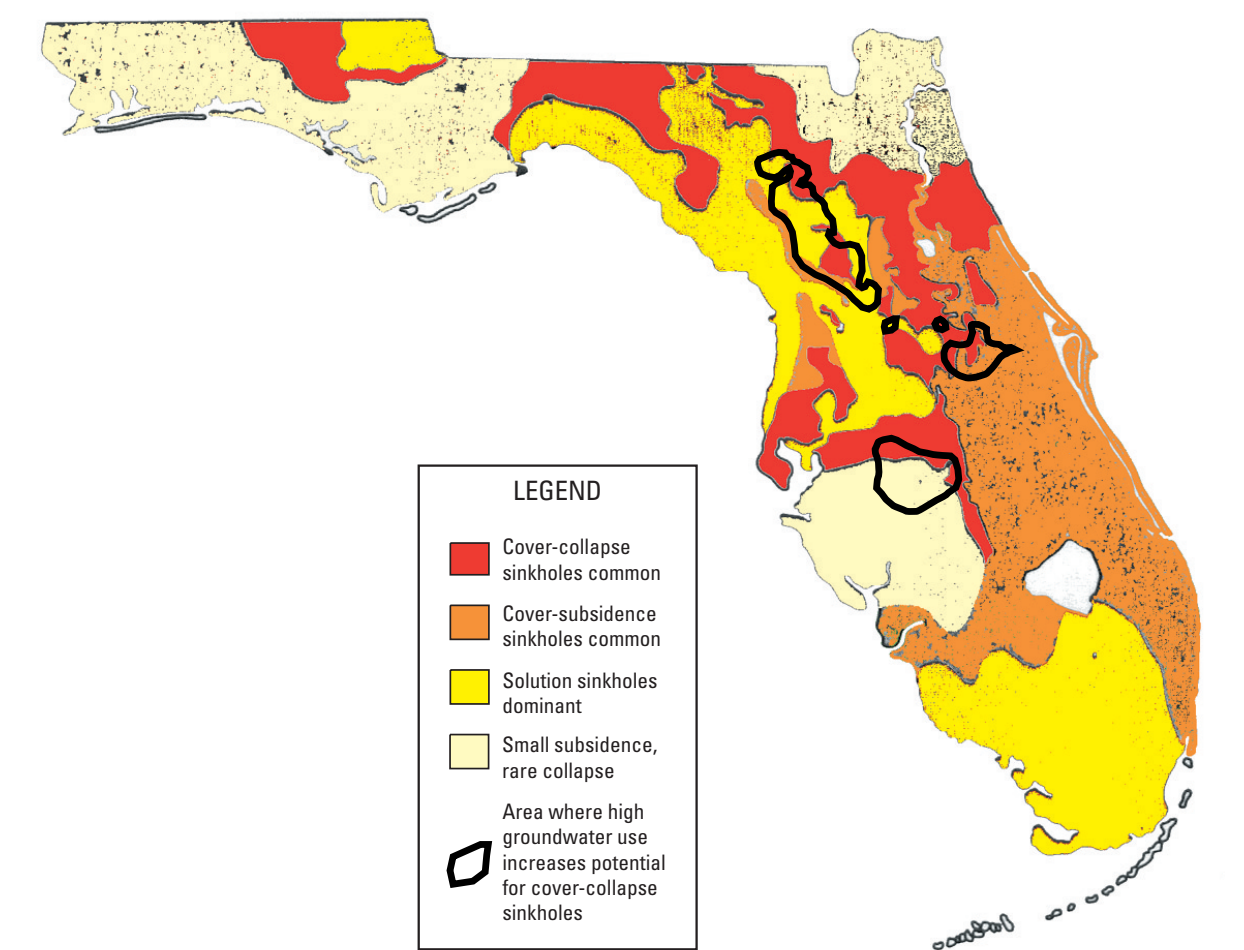 LEGEND
Cover-collapse
sinkholes common
Cover-subsidence
sinkholes common
Solution sinkholes
dominant
Small subsidence,
rare collapse
Area where high
groundwater use
increases potential
for cover-collapse
sinkholes